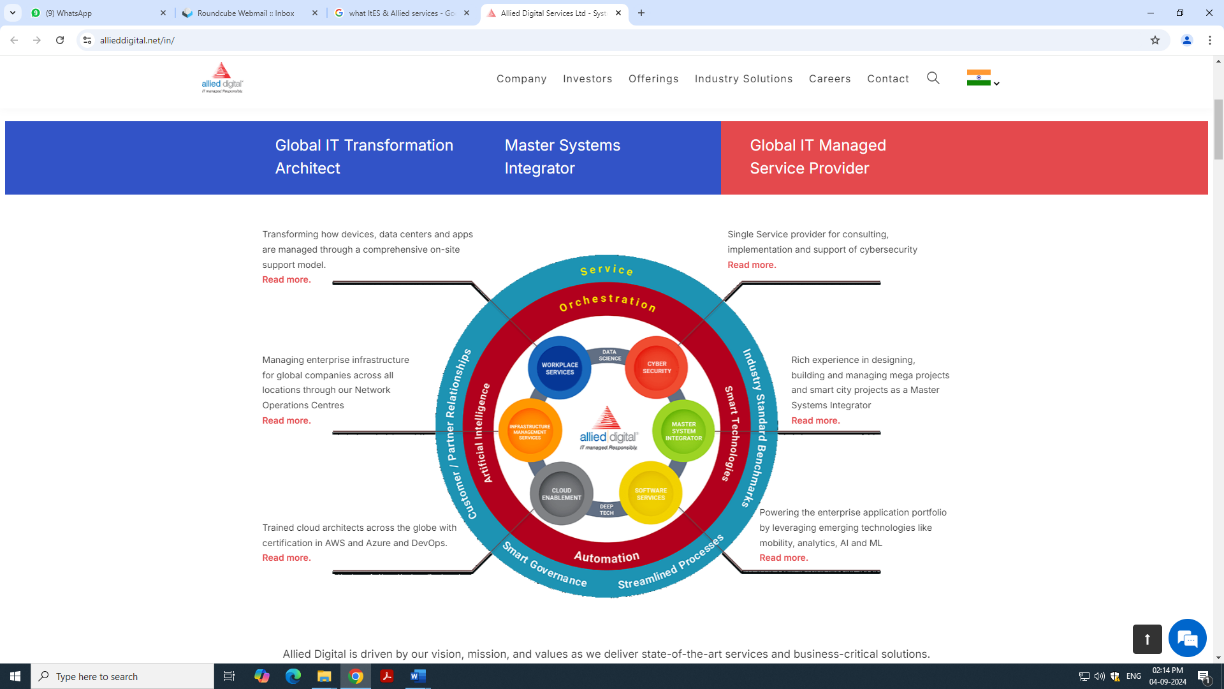 (9) WhatsApp
Roundcube Webmail :: Inbox
what ItES & Allied services - Go
Allied Digital Services Ltd - Syst
allieddigital.net/in/
allied digital
IT managed Responsible
Company
Investors
Offerings
Industry Solutions
Careers
Contact
Global IT Transformation
Architect
Master Systems
Integrator
Global IT Managed
Service Provider
Transforming how devices, data centers and apps
are managed through a comprehensive on-site
support model.
Read more.
Single Service provider for consulting,
implementation and support of cybersecurity
Read more.
Managing enterprise infrastructure
for global companies across all
locations through our Network
Operations Centres
Read more.
Rich experience in designing,
building and managing mega projects
and smart city projects as a Master
Systems Integrator
Read more.
Trained cloud architects across the globe with
certification in AWS and Azure and DevOps.
Read more.
Powering the enterprise application portfolio
by leveraging emerging technologies like
mobility, analytics, AI and ML
Read more.
Service
Orchestration
Customer / Partner Relationships
Artificial Intelligence
Smart Technologies
Industry Standard Benchmarks
Automation
Smart Governance
Streamlined Processes
DATA
SCIENCE
WORKPLACE
SERVICES
CYBER
SECURITY
INFRASTRUCTURE
MANAGEMENT
SERVICES
allied digital
IT managed Responsible
MASTER
SYSTEM
INTEGRATOR
CLOUD
ENABLEMENT
SOFTWARE
SERVICES
DEEP
TECH
Allied Digital is driven by our vision, mission, and values as we deliver state-of-the-art services and business-critical solutions.
Type here to search
ENG
02:14 PM
04-09-2024
1